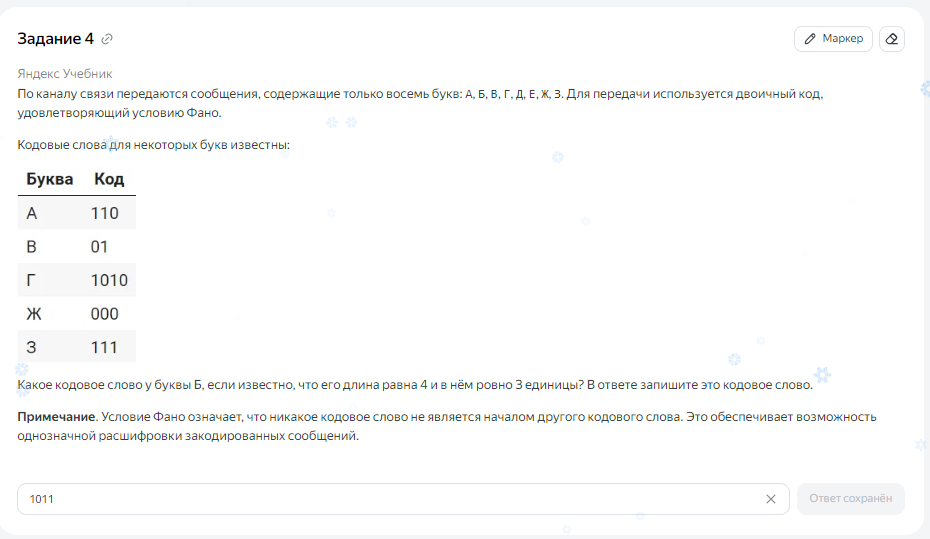 Задание 4
Маркер
Яндекс Учебник
По каналу связи передаются сообщения, содержащие только восемь букв: А, Б, В, Г, Д, Е, Ж, З. Для передачи используется двоичный код,
удовлетворяющий условию Фано.
Кодовые слова для некоторых букв известны:
Буква Код
А 110
В 01
Г 1010
Ж 000
З 111
Какое кодовое слово у буквы Б, если известно, что его длина равна 4 и в нём ровно 3 единицы? В ответе запишите это кодовое слово.
Примечание. Условие Фано означает, что никакое кодовое слово не является началом другого кодового слова. Это обеспечивает возможность
однозначной расшифровки закодированных сообщений.
1011
Ответ сохранён